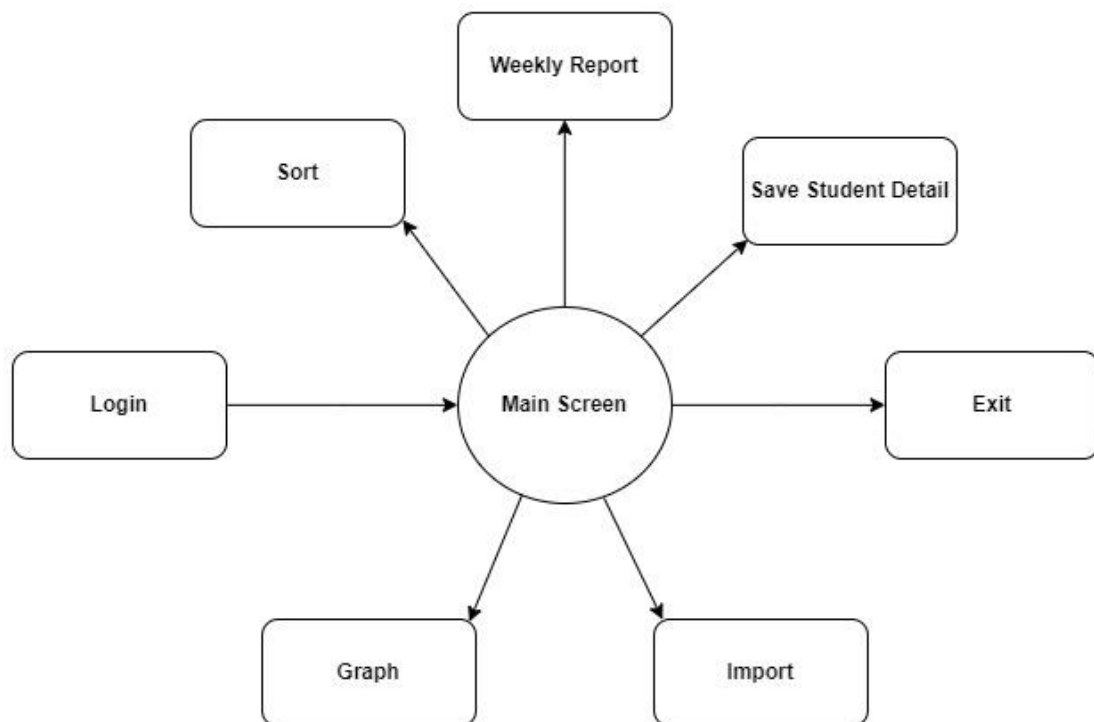 Weekly Report
Sort
Save Student Detail
Login
Main Screen
Exit
Graph
Import